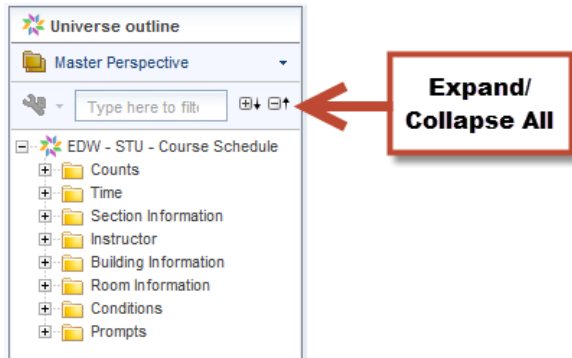 Universe outline
Master Perspective
Type here to filt
Expand/
Collapse All
EDW - STU - Course Schedule
Counts
Time
Section Information
Instructor
Building Information
Room Information
Conditions
Prompts